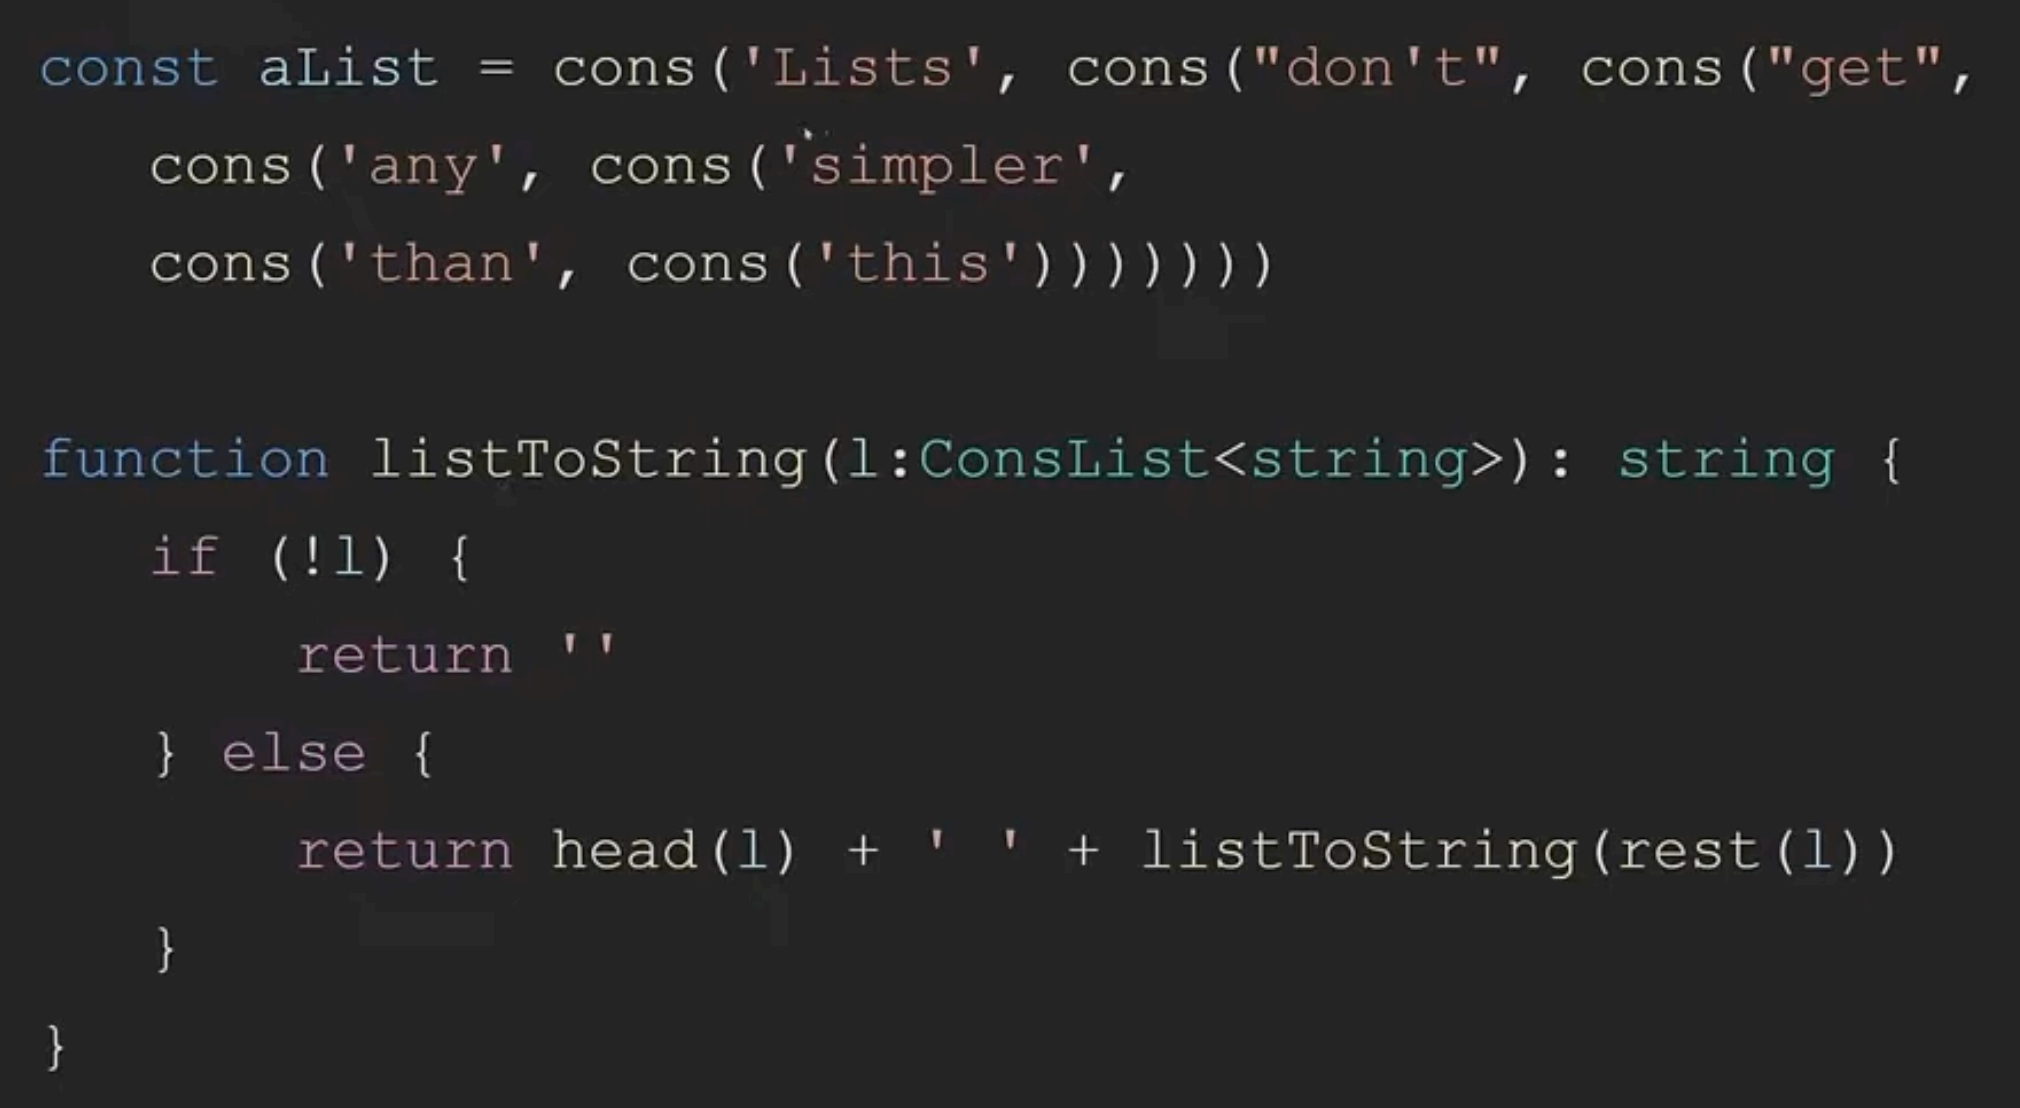 const aList = cons('Lists', cons("don't", cons("get",
cons('any', cons('simpler',
cons('than', cons('this')))))))
function listToString(l:ConsList<string>): string {
if (!l) {
return ''
} else {
return head(l) + ' ' + listToString(rest(l))
}
}